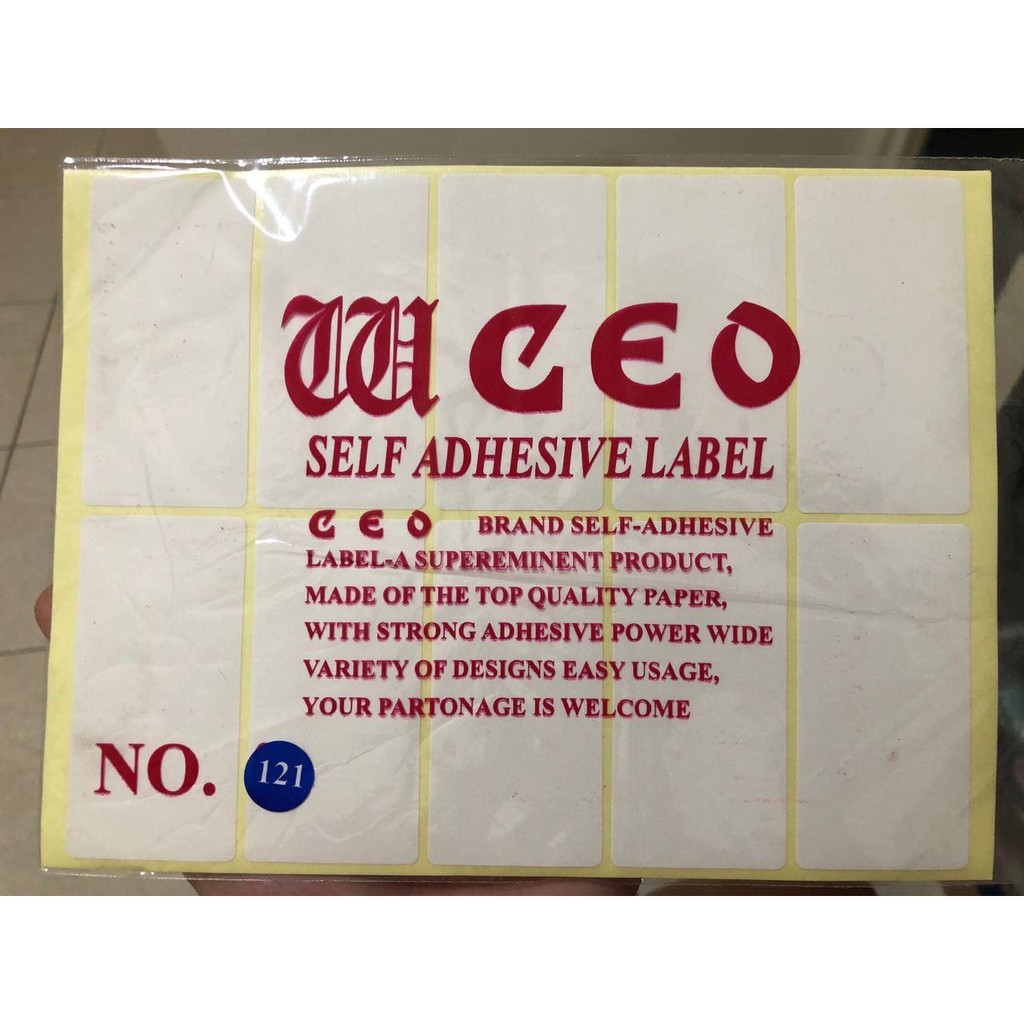 W CEO
SELF ADHESIVE LABEL
CEO BRAND SELF-ADHESIVE
LABEL-A SUPEREMINENT PRODUCT,
MADE OF THE TOP QUALITY PAPER,
WITH STRONG ADHESIVE POWER WIDE
VARIETY OF DESIGNS EASY USAGE,
YOUR PARTONAGE IS WELCOME
NO. 121